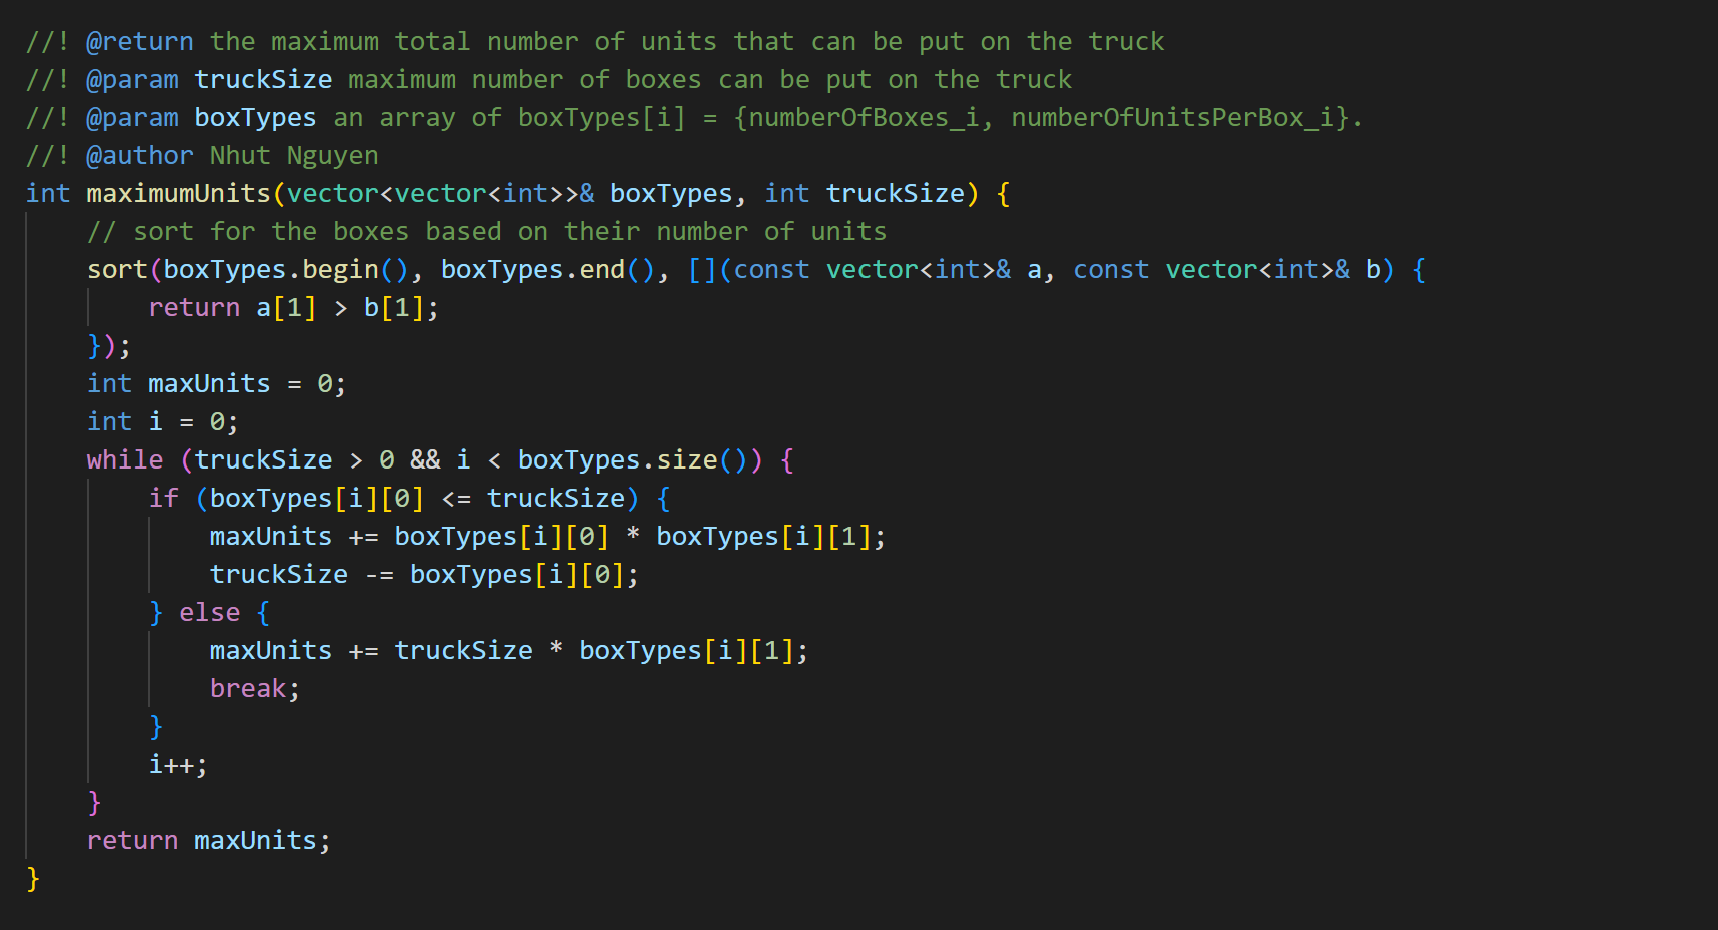 //! @return the maximum total number of units that can be put on the truck
//! @param truckSize maximum number of boxes can be put on the truck
//! @param boxTypes an array of boxTypes[i] = {numberOfBoxes_i, numberOfUnitsPerBox_i}.
//! @author Nhut Nguyen
int maximumUnits(vector<vector<int>>& boxTypes, int truckSize) {
    // sort for the boxes based on their number of units
    sort(boxTypes.begin(), boxTypes.end(), [](const vector<int>& a, const vector<int>& b) {
        return a[1] > b[1];
    });
    int maxUnits = 0;
    int i = 0;
    while (truckSize > 0 && i < boxTypes.size()) {
        if (boxTypes[i][0] <= truckSize) {
            maxUnits += boxTypes[i][0] * boxTypes[i][1];
            truckSize -= boxTypes[i][0];
        } else {
            maxUnits += truckSize * boxTypes[i][1];
            break;
        }
        i++;
    }
    return maxUnits;
}